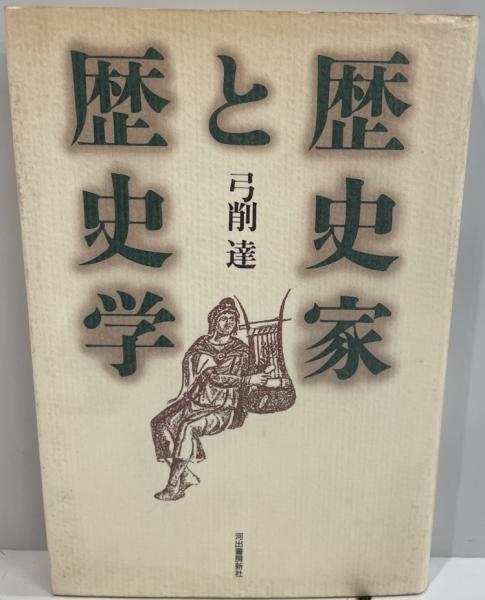 歴史家
と
歴史学
弓削達
河出書房新社